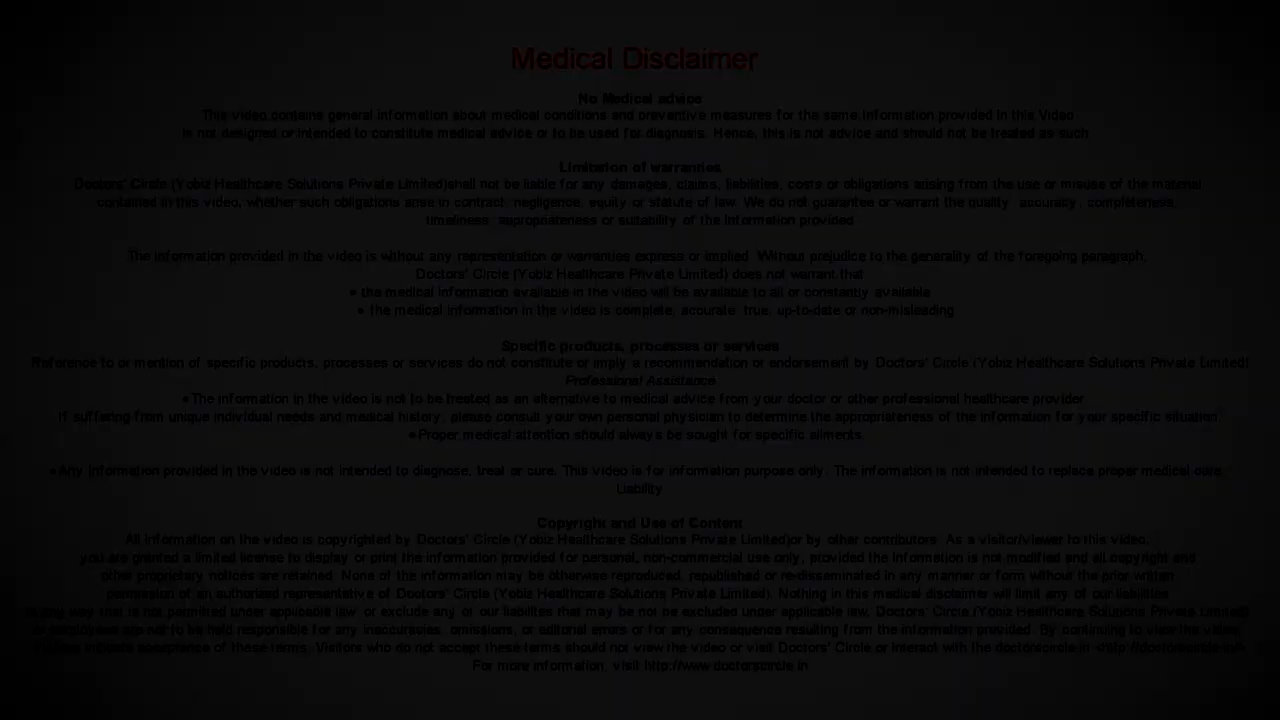 Medical Disclaimer
No Medical advice
This video contains general information about medical conditions and preventive measures for the same.Information provided in this Video
in not designed or intended to constitute medical advice or to be used for diagnosis. Hence, this is not advice and should not be treated as such
Limitation of warranties
Doctors' Circle (Yobiz Healthcare Solutions Private Limited)shall not be liable for any damages, claims, liabilities, costs or obligations arising from the use or misuse of the material
contained in this video, whether such obligations arise in contract, negligence, equity or statute of law. We do not guarantee or warrant the quality, accuracy, completeness,
timeliness, appropriateness or suitability of the information provided.
The information provided in the video is without any representation or warranties express or implied. Without prejudice to the generality of the foregoing paragraph,
Doctors' Circle (Yobiz Healthcare Private Limited) does not warrant that
• the medical information available in the video will be available to all or constantly available
• the medical information in the video is complete, accurate, true, up-to-date or non-misleading
Specific products, processes or services
Reference to or mention of specific products, processes or services do not constitute or imply a recommendation or endorsement by Doctors' Circle (Yobiz Healthcare Solutions Private Limited)
Professional Assistance
• The information in the video is not to be treated as an alternative to medical advice from your doctor or other professional healthcare provider
If suffering from unique individual needs and medical history, please consult your own personal physician to determine the appropriateness of the information for your specific situation.
• Proper medical attention should always be sought for specific ailments
• Any information provided in the video is not intended to diagnose, treat or cure. This video is for information purpose only. The information is not intended to replace proper medical care.
Liability
Copyright and Use of Content
All information on the video is copyrighted by Doctors' Circle (Yobiz Healthcare Solutions Private Limited)or by other contributors. As a visitor/viewer to this video,
you are granted a limited license to display or print the information provided for personal, non-commercial use only, provided the information is not modified and all copyright and
other proprietary notices are retained. None of the information may be otherwise reproduced, republished or re-disseminated in any manner or form without the prior written
permission of an authorized representative of Doctors' Circle (Yobiz Healthcare Solutions Private Limited). Nothing in this medical disclaimer will limit any of our liabilities
in any way that is not permitted under applicable law or exclude any of our liabilites that may be not be excluded under applicable law, Doctors' Circle (Yobiz Healthcare Solutions Private Limited)
or employees are not to be held responsible for any inaccuracies, omissions, or editorial errors or for any consequence resulting from the information provided. By continuing to view the video,
indicate acceptance of these terms. Visitors who do not accept these terms should not view the video or visit Doctors' Circle or interact with the doctorscircle.in <http://doctorscircle.in/>
For more information, visit http://www.doctorscircle.in